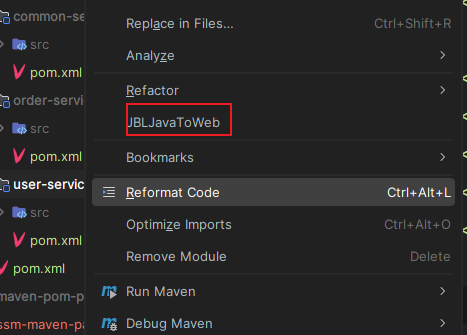 common-se
src
pom.xml
order-servi
src
pom.xml
user-servic
src
pom.xml
pom.xml
maven-pom-p
ssm-maven-pa
Replace in Files...
Ctrl+Shift+R
Analyze
Refactor
JBLJavaToWeb
Bookmarks
Reformat Code
Ctrl+Alt+L
Optimize Imports
Ctrl+Alt+O
Remove Module
Delete
Run Maven
Debug Maven